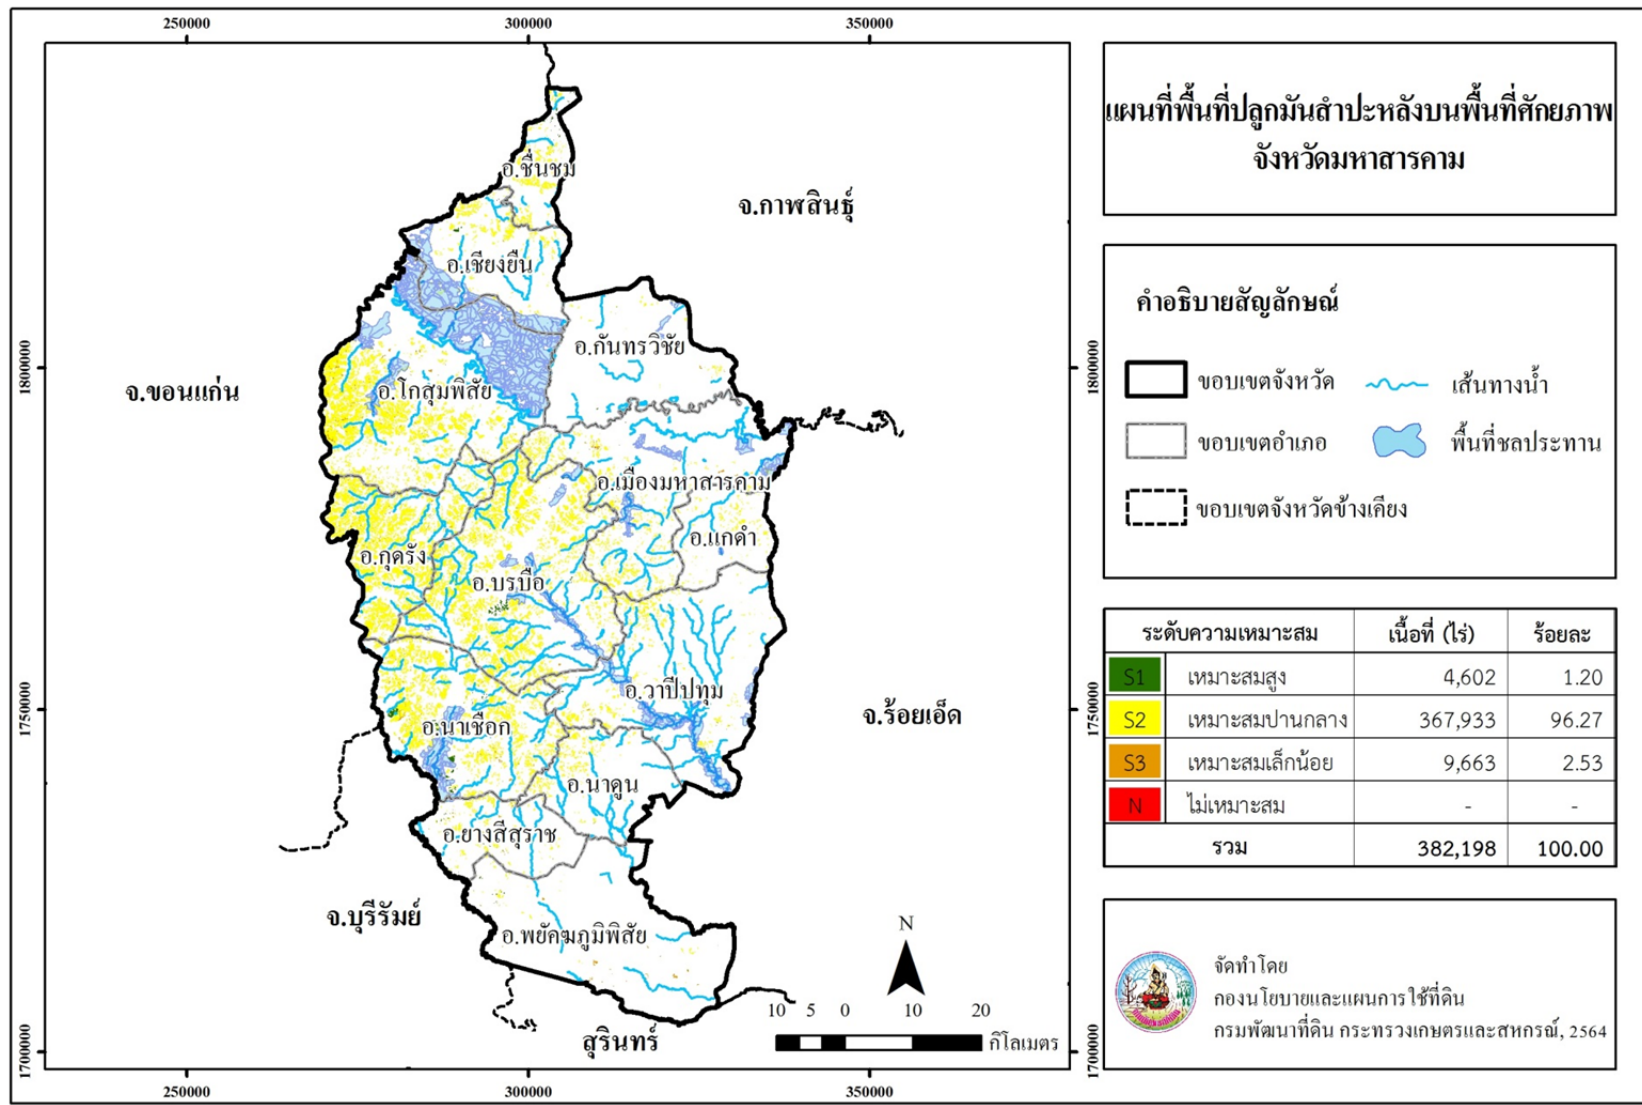 250000
300000
350000
แผนที่พื้นที่ปลูกมันสำปะหลังบนพื้นที่ศักยภาพ
จังหวัดมหาสารคาม
อ.ชื่นชม
จ.กาฬสินธุ์
อ.เชียงยืน
อ.กันทรวิชัย
1800000
1800000
จ.ขอนแก่น
อ.โกสุมพิสัย
อ.เมืองมหาสารคาม
อ.แกดำ
อ.กุดรัง
อ.บรบือ
อ.วาปีปทุม
1750000
1750000
จ.ร้อยเอ็ด
อ.นาเชือก
อ.นาดูน
อ.ยางสีสุราช
จ.บุรีรัมย์
อ.พยัคฆภูมิพิสัย
N
10 5 0 10 20
กิโลเมตร
สุรินทร์
1700000
1700000
250000
300000
350000
คำอธิบายสัญลักษณ์
ขอบเขตจังหวัด
เส้นทางน้ำ
ขอบเขตอำเภอ
พื้นที่ชลประทาน
ขอบเขตจังหวัดข้างเคียง
ระดับความเหมาะสม เนื้อที่ (ไร่) ร้อยละ
S1 เหมาะสมสูง 4,602 1.20
S2 เหมาะสมปานกลาง 367,933 96.27
S3 เหมาะสมเล็กน้อย 9,663 2.53
N ไม่เหมาะสม - -
รวม 382,198 100.00
จัดทำโดย
กองนโยบายและแผนการใช้ที่ดิน
กรมพัฒนาที่ดิน กระทรวงเกษตรและสหกรณ์, 2564